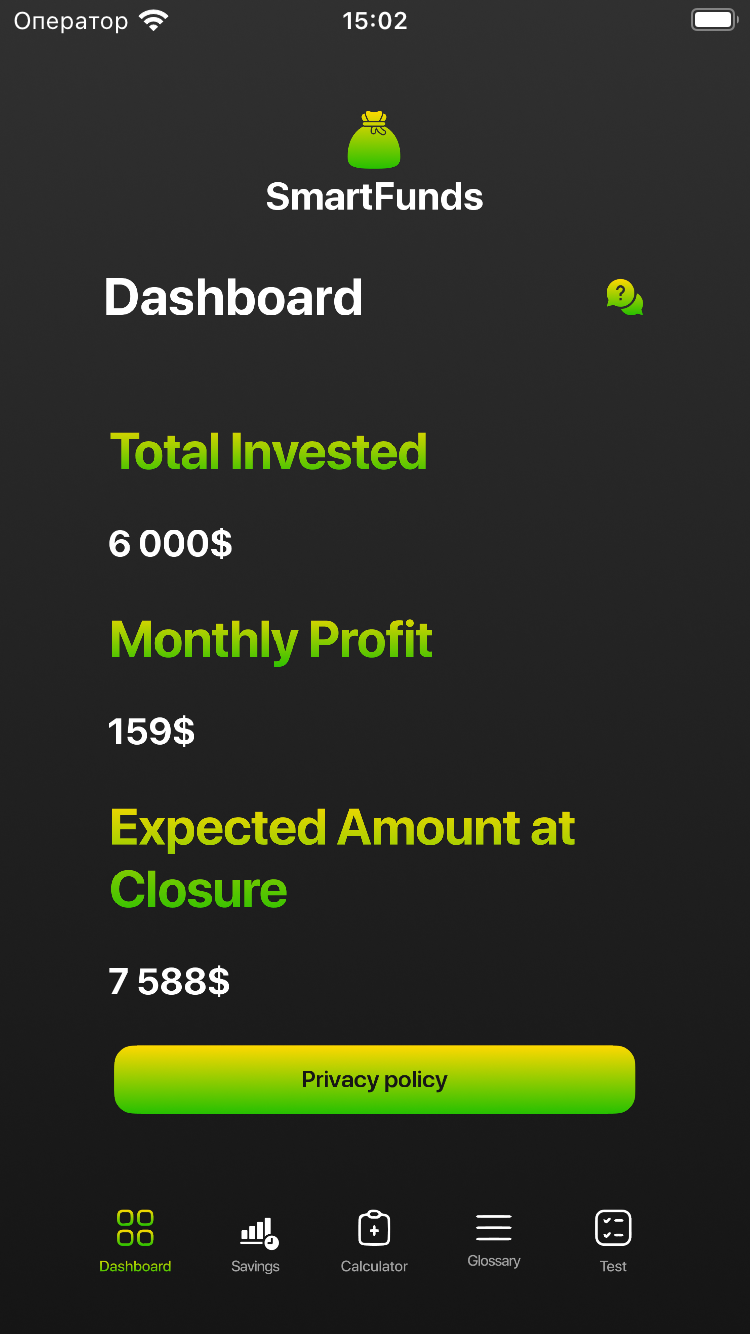 Оператор 15:02
SmartFunds
Dashboard
?
Total Invested
6 000$
Monthly Profit
159$
Expected Amount at
Closure
7 588$
Privacy policy
Dashboard Savings Calculator Glossary Test